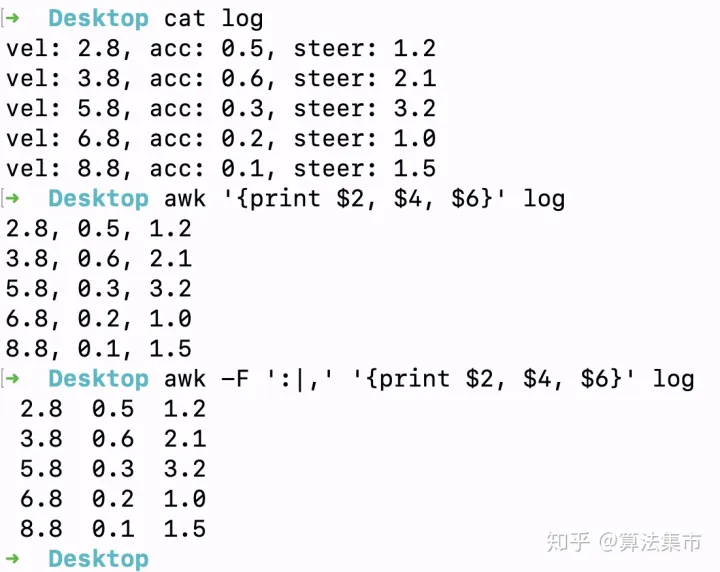 ➜  Desktop cat log
vel: 2.8, acc: 0.5, steer: 1.2
vel: 3.8, acc: 0.6, steer: 2.1
vel: 5.8, acc: 0.3, steer: 3.2
vel: 6.8, acc: 0.2, steer: 1.0
vel: 8.8, acc: 0.1, steer: 1.5
➜  Desktop awk '{print $2, $4, $6}' log
2.8, 0.5, 1.2
3.8, 0.6, 2.1
5.8, 0.3, 3.2
6.8, 0.2, 1.0
8.8, 0.1, 1.5
➜  Desktop awk -F ':|,' '{print $2, $4, $6}' log
 2.8  0.5  1.2
 3.8  0.6  2.1
 5.8  0.3  3.2
 6.8  0.2  1.0
 8.8  0.1  1.5
➜  Desktop
知乎 @算法集市